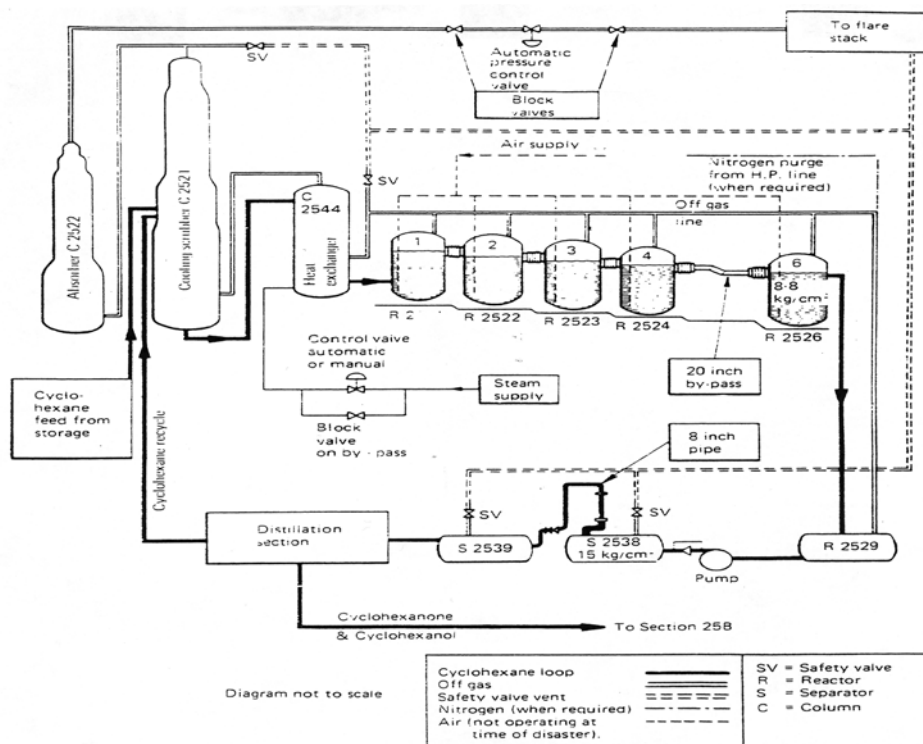 To flare
stack
SV
Automatic
pressure
control
valve
Block
valves
Absorber C 2522
Cooling scrubber C 2521
C
2544
Heat
exchanger
SV
Air supply
Nitrogen purge
from H.P. line
(when required)
Off gas
line
1
2
3
4
6
8·8
kg/cm²
R 2
R 2522
R 2523
R 2524
R 2526
Control valve
automatic
or manual
Steam
supply
Block
valve
on by-pass
20 inch
by-pass
8 inch
pipe
Cyclo-
hexane
feed from
storage
Cyclohexane recycle
Distillation
section
SV
SV
S 2539
S 2538
15 kg/cm²
Pump
R 2529
Cyclohexanone
& Cyclohexanol
To Section 25B
Diagram not to scale
Cyclohexane loop
Off gas
Safety valve vent
Nitrogen (when required)
Air (not operating at
time of disaster).
SV = Safety valve
R = Reactor
S = Separator
C = Column